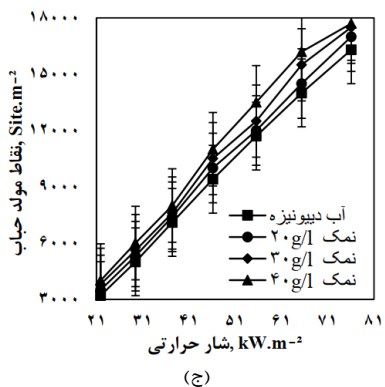 نقاط مولد حباب, Site.m⁻²
۱۸۰۰۰
۱۵۰۰۰
۱۲۰۰۰
۹۰۰۰
۶۰۰۰
۳۰۰۰
آب دییونیزه
نمک ۲۰g/l
نمک ۳۰g/l
نمک ۴۰g/l
۲۱ ۳۱ ۴۱ ۵۱ ۶۱ ۷۱ ۸۱
شار حرارتی, kW.m⁻²
(ج)